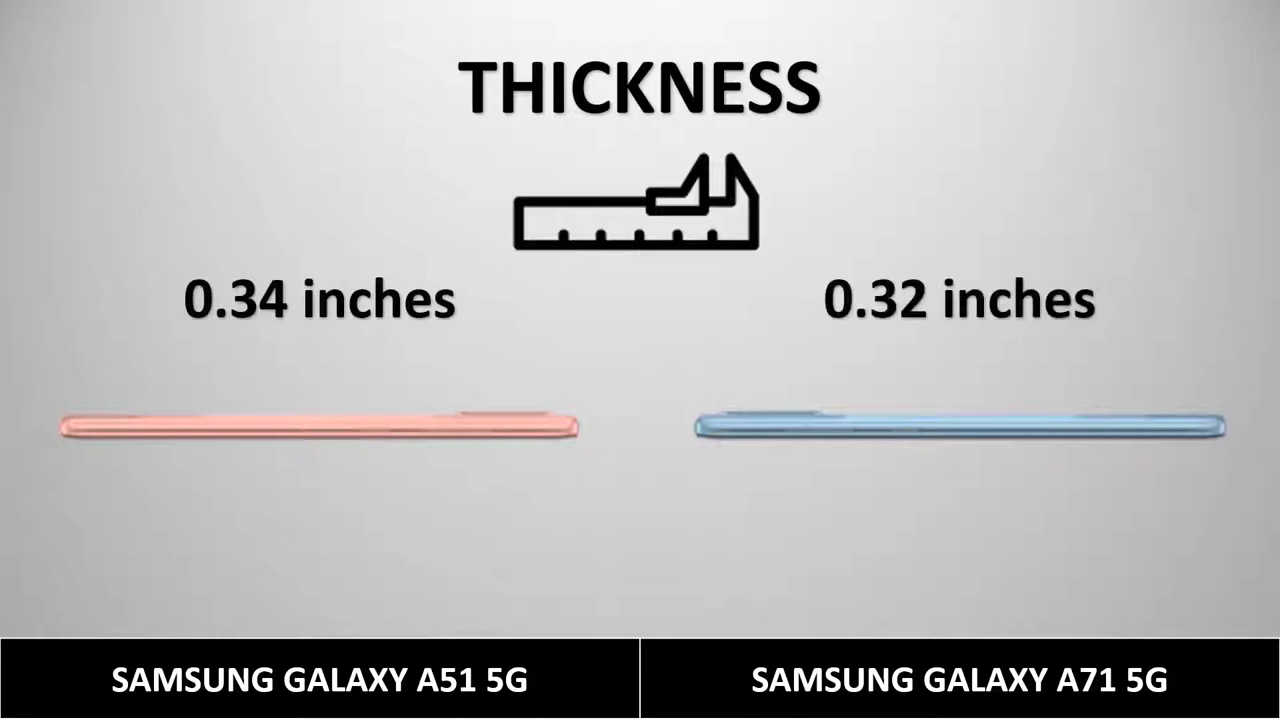 THICKNESS
0.34 inches
0.32 inches
SAMSUNG GALAXY A51 5G
SAMSUNG GALAXY A71 5G